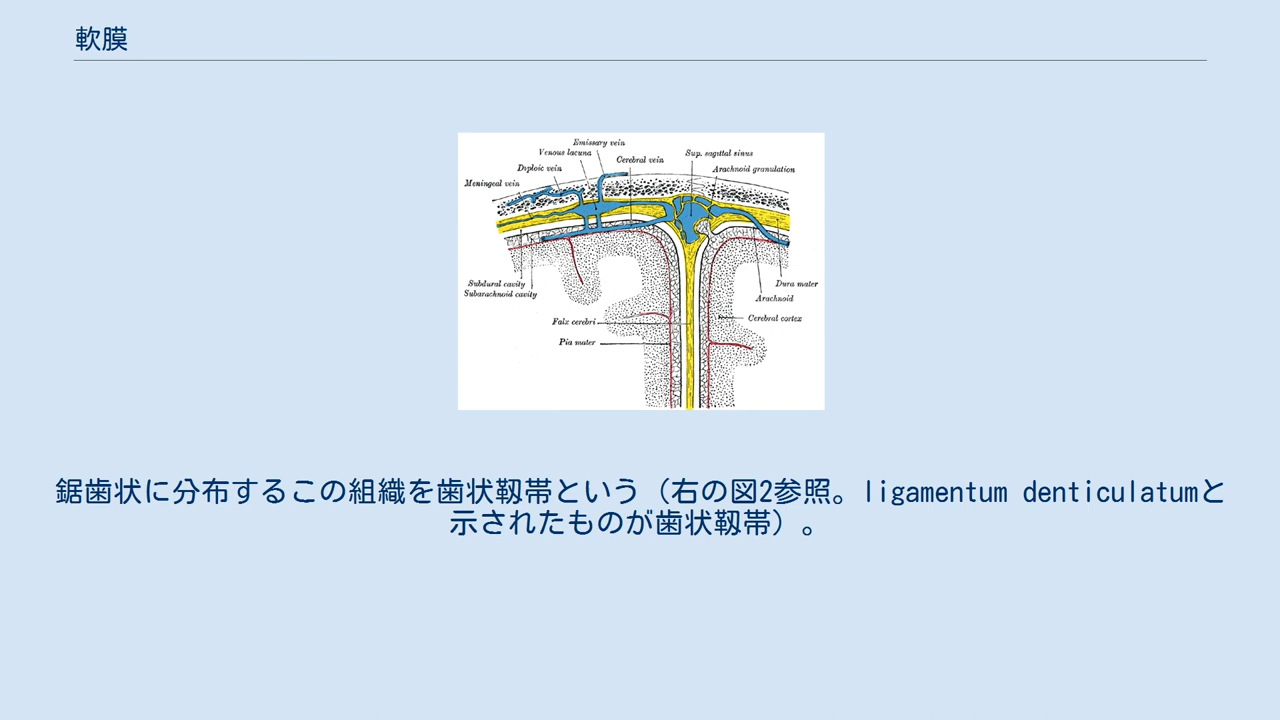 軟膜
Emissary vein
Venous lacuna
Cerebral vein
Sup. sagittal sinus
Diploic vein
Arachnoid granulation
Meningeal vein
Subdural cavity
Subarachnoid cavity
Dura mater
Arachnoid
Falx cerebri
Cerebral cortex
Pia mater
鋸歯状に分布するこの組織を歯状靱帯という（右の図2参照。ligamentum denticulatumと
示されたものが歯状靱帯）。